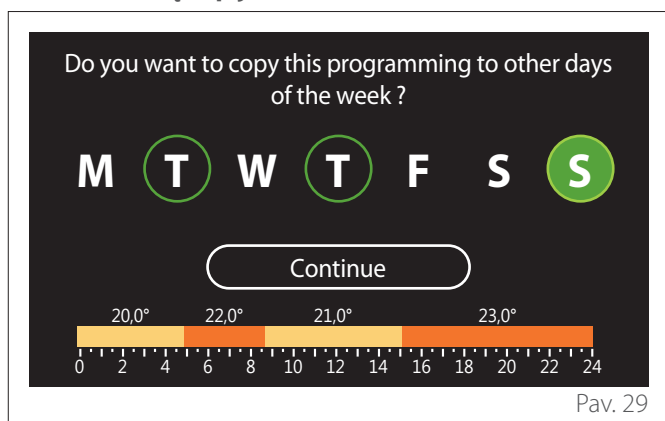 Do you want to copy this programming to other days
of the week ?
M T W T F S S
Continue
20,0° 22,0° 21,0° 23,0°
0 2 4 6 8 10 12 14 16 18 20 22 24
Pav. 29